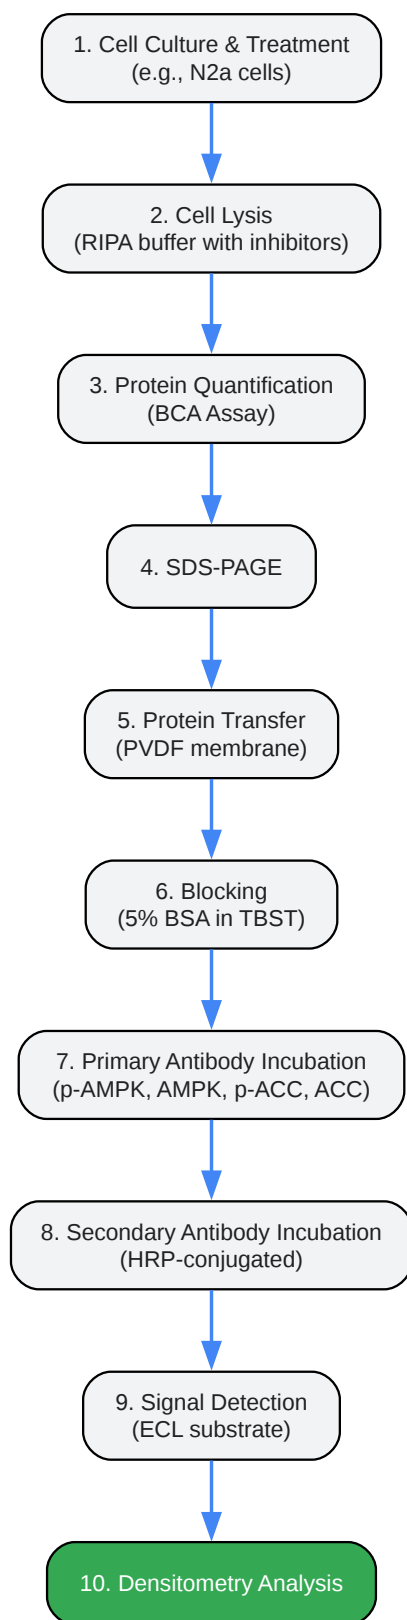 1. Cell Culture & Treatment
(e.g., N2a cells)
2. Cell Lysis
(RIPA buffer with inhibitors)
3. Protein Quantification
(BCA Assay)
4. SDS-PAGE
5. Protein Transfer
(PVDF membrane)
6. Blocking
(5% BSA in TBST)
7. Primary Antibody Incubation
(p-AMPK, AMPK, p-ACC, ACC)
8. Secondary Antibody Incubation
(HRP-conjugated)
9. Signal Detection
(ECL substrate)
10. Densitometry Analysis